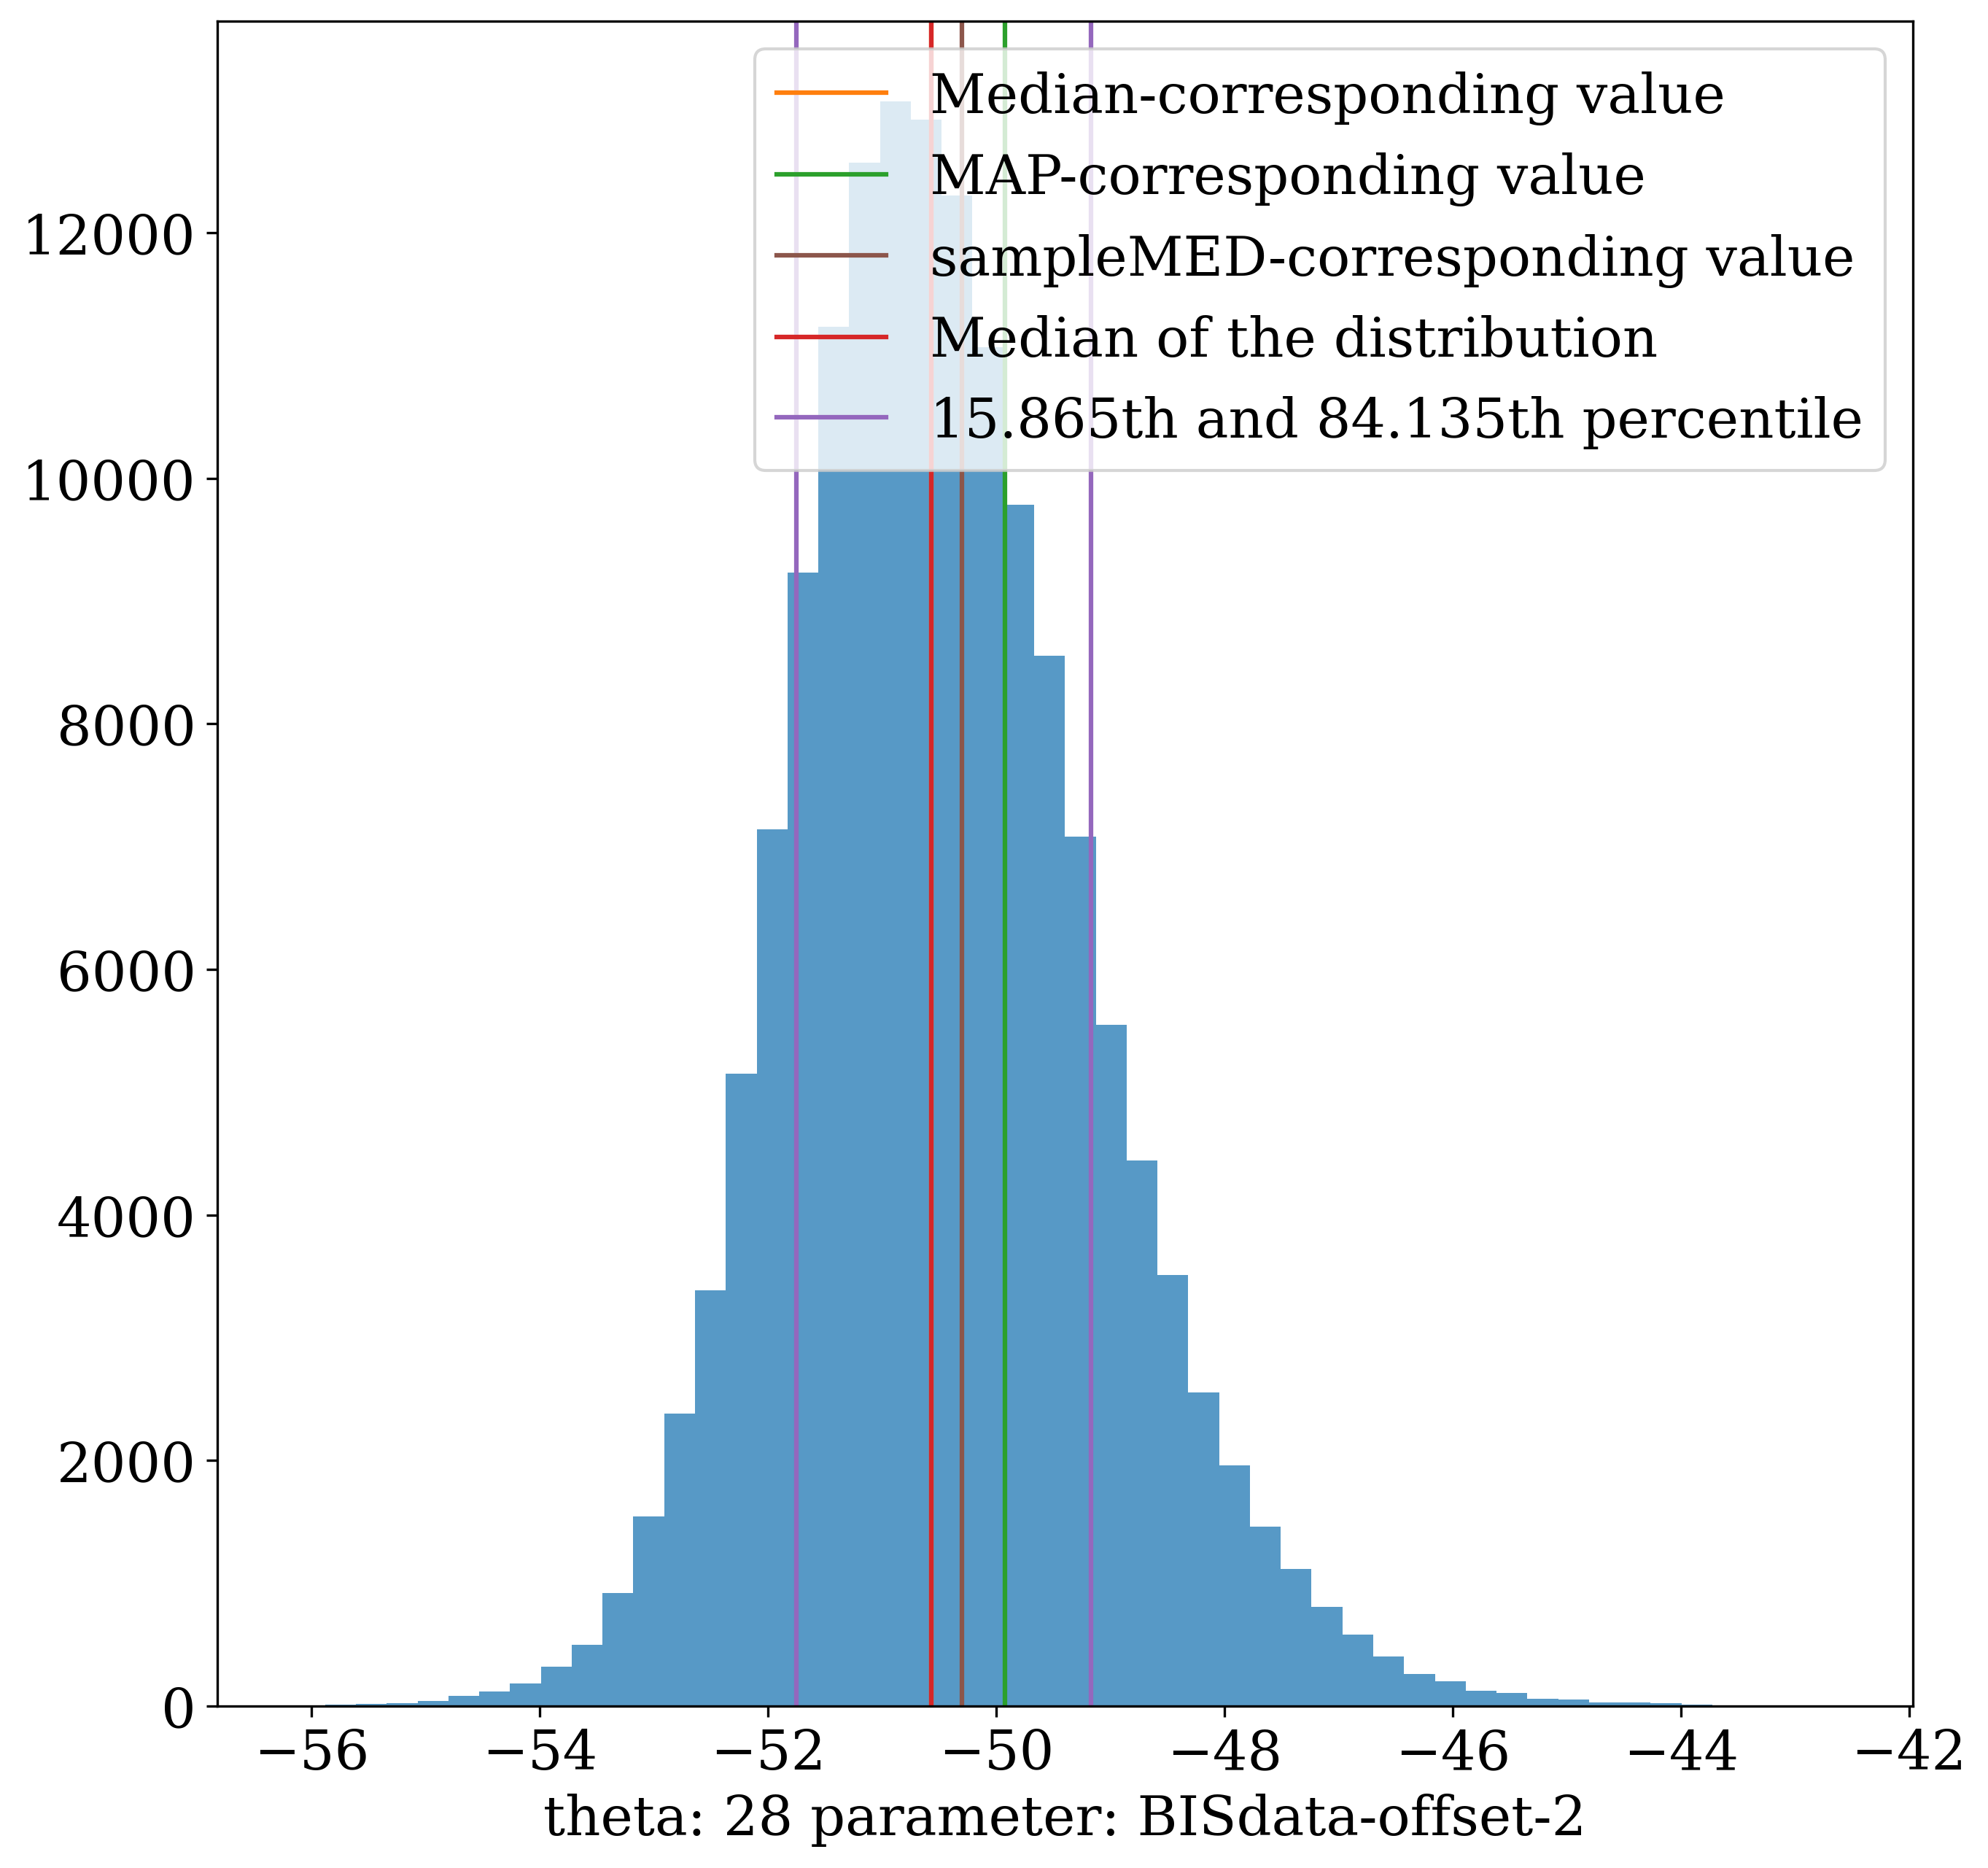 Median-corresponding value
MAP-corresponding value
sampleMED-corresponding value
Median of the distribution
15.865th and 84.135th percentile
12000
10000
8000
6000
4000
2000
0
−56 −54 −52 −50 −48 −46 −44 −42
theta: 28 parameter: BISdata-offset-2